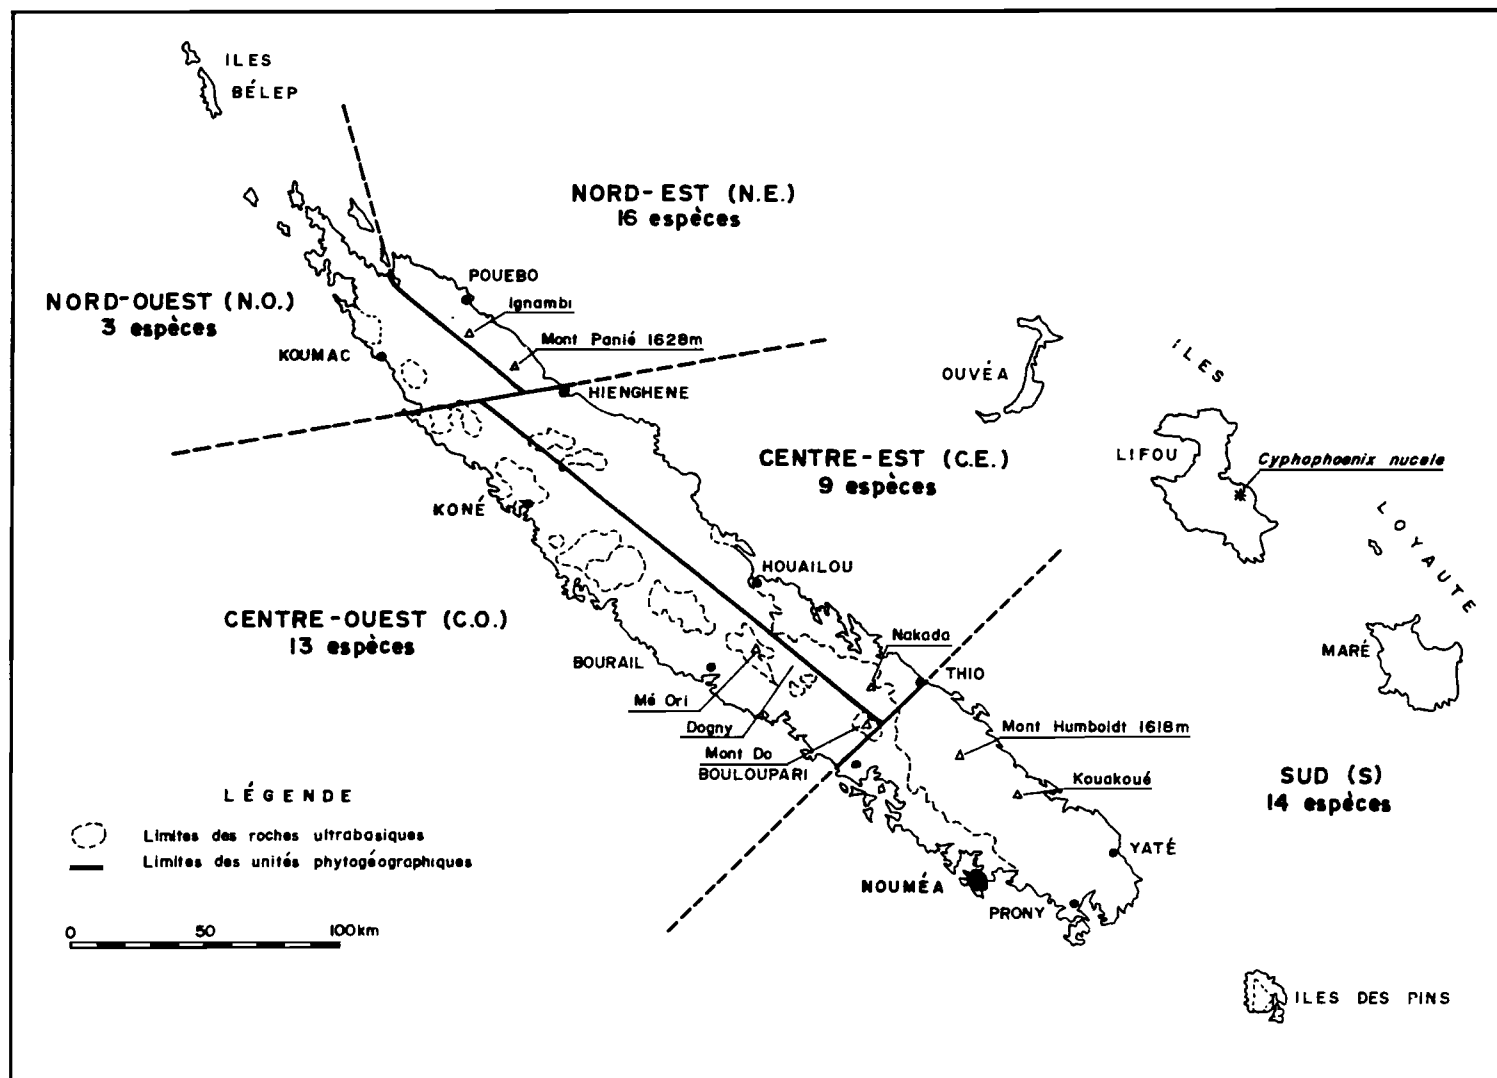 ILES
BÉLEP
NORD-EST (N.E.)
16 espèces
NORD-OUEST (N.O.)
3 espèces
POUEBO
Ignambi
Mont Panié 1628m
KOUMAC
HIENGHENE
OUVÉA
ILES
LOYAUTE
LIFOU
Cyphophoenix nucele
CENTRE-EST (C.E.)
9 espèces
KONÉ
HOUAILOU
CENTRE-OUEST (C.O.)
13 espèces
Nakada
MARÉ
BOURAIL
THIO
Mé Ori
Dogny
Mont Do
BOULOUPARI
Mont Humboldt 1618m
Kouakoué
SUD (S)
14 espèces
LÉGENDE
Limites des roches ultrabasiques
Limites des unités phytogéographiques
YATÉ
NOUMÉA
PRONY
0 50 100km
ILES DES PINS